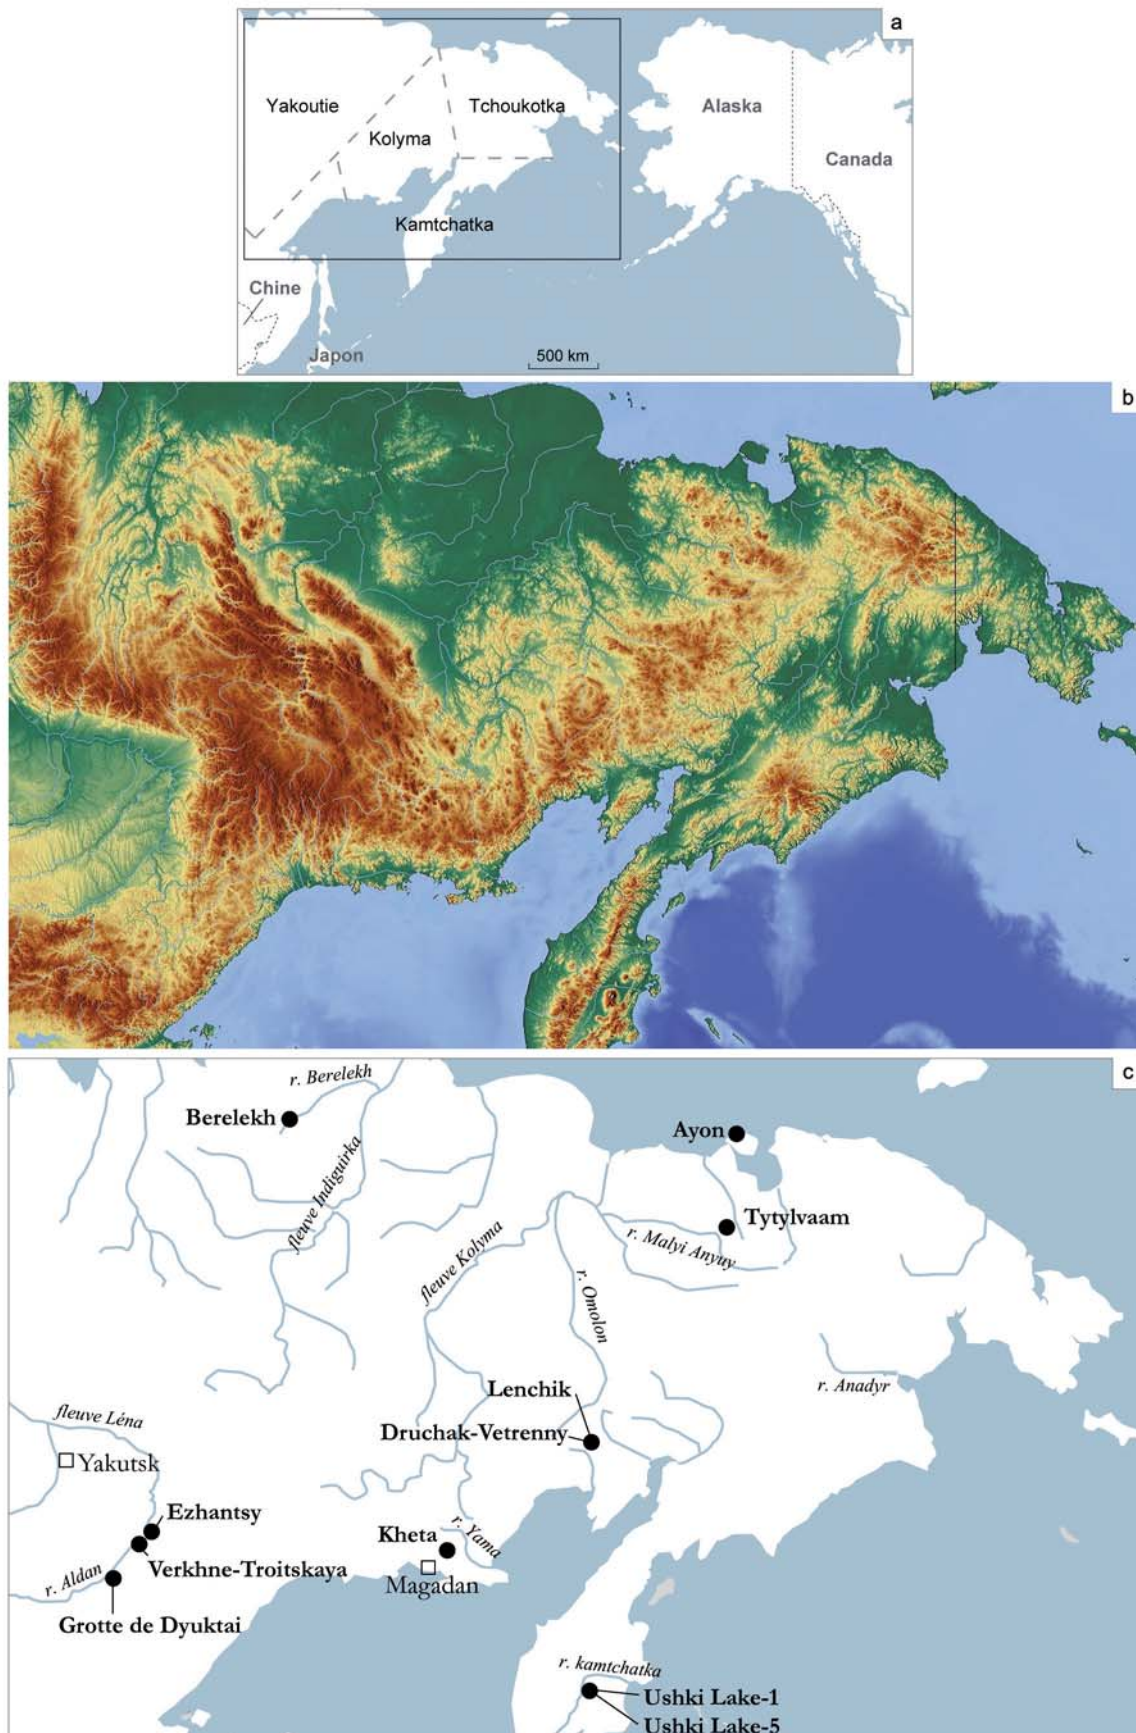 a
Yakoutie
Tchoukotka
Alaska
Kolyma
Canada
Kamtchatka
Chine
Japon
500 km
b
c
r. Berelekh
Berelekh
Ayon
fleuve Indiguirka
Tytylvaam
r. Malyi Anyuy
fleuve Kolyma
r. Omolon
r. Anadyr
Lenchik
fleuve Léna
Druchak-Vetrenny
Yakutsk
Ezhantsy
Kheta
r. Yama
Verkhne-Troitskaya
r. Aldan
Magadan
Grotte de Dyuktai
r. kamtchatka
Ushki Lake-1
Ushki Lake-5